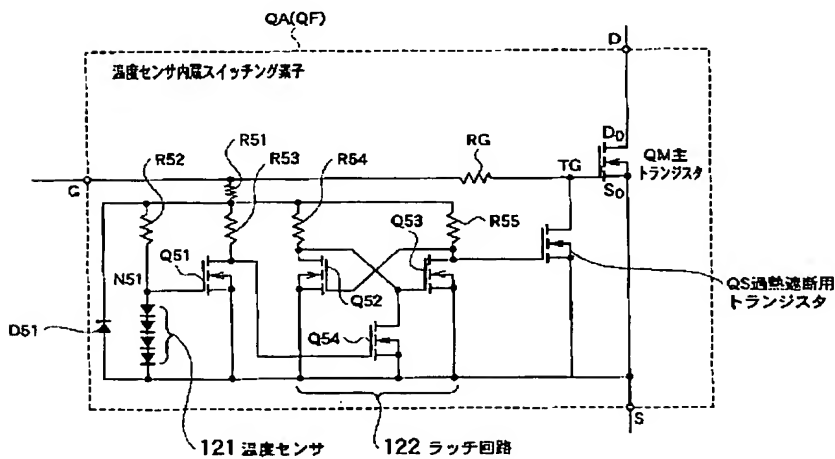 QA(QF)
D
温度センサ内蔵スイッチング素子
R51
R52
R53
R54
RG
TG
DD
QM主
トランジスタ
SD
G
R55
Q53
Q51
N51
Q52
QS過熱遮断用
トランジスタ
D51
Q54
S
121 温度センサ
122 ラッチ回路